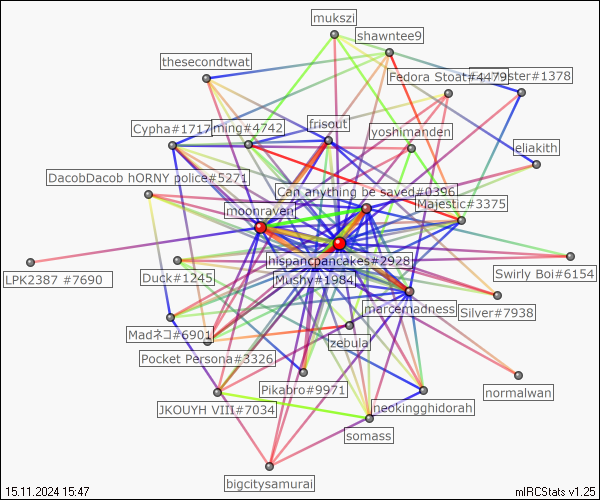 mukszi
shawntee9
thesecondtwat
Fedora Stoat#4479
ster#1378
Cypha#1717
ming#4742
frisout
yoshimanden
eliakith
DacobDacob hORNY police#5271
Can anything be saved#0396
moonraven
Majestic#3375
hispancpancakes#2928
LPK2387 #7690
Duck#1245
Mushy#1984
Swirly Boi#6154
marcemadness
Silver#7938
Madネコ#6901
zebula
Pocket Persona#3326
Pikabro#9971
normalwan
JKOUYH VIII#7034
neokingghidorah
somass
bigcitysamurai
15.11.2024 15:47
mIRCStats v1.25